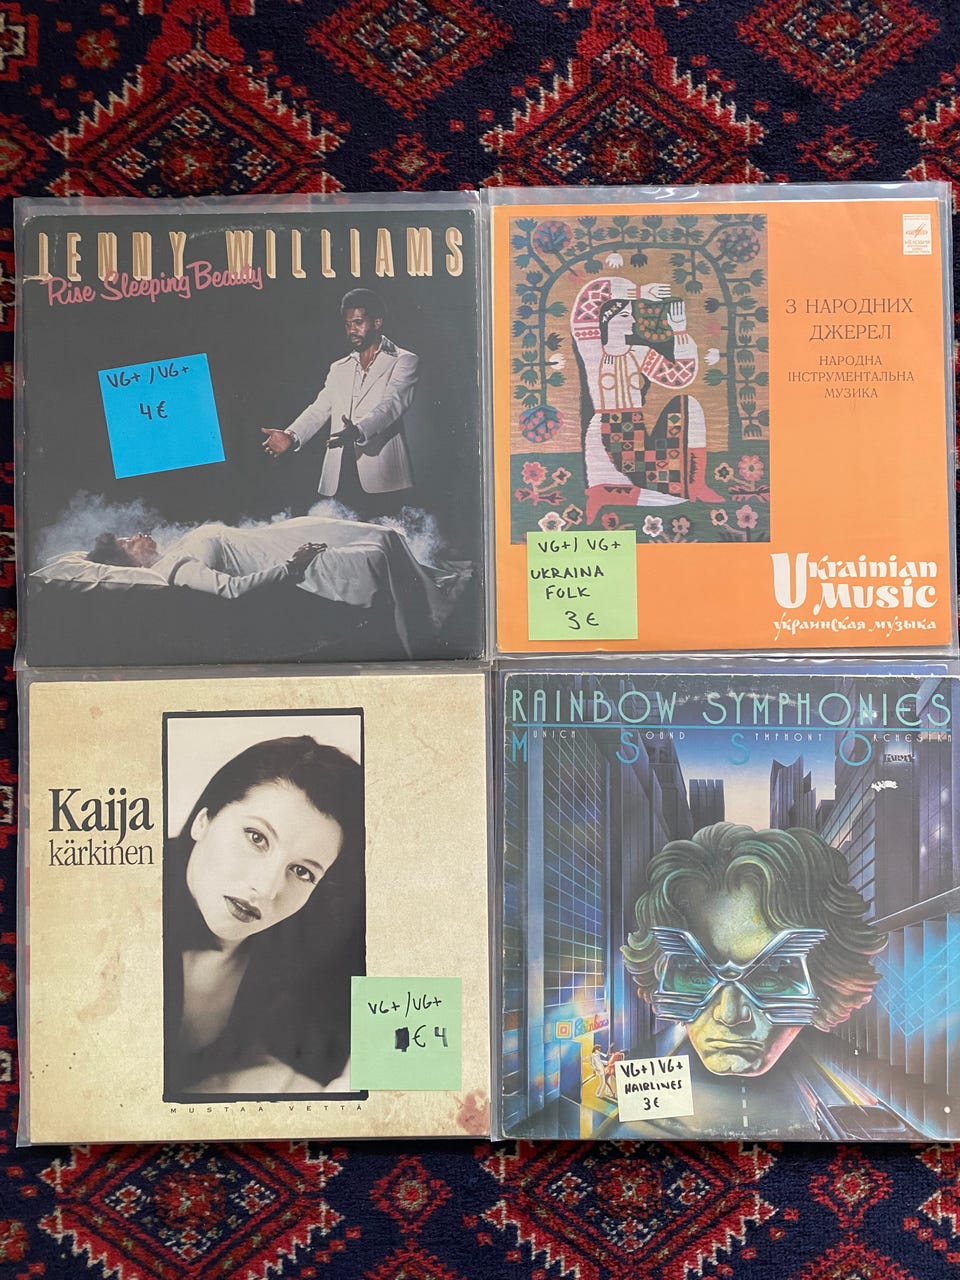 LENNY WILLIAMS
Rise Sleeping Beauty
VG+/VG+
4€
МЕЛОДИЯ
З НАРОДНИХ
ДЖЕРЕЛ
НАРОДНА
ІНСТРУМЕНТАЛЬНА
МУЗИКА
VG+/VG+
UKRAINA
FOLK
3€
Ukrainian
Music
украинская музыка
Kaija
kärkinen
VG+/VG+
€ 4
MUSTAA VETTÄ
RAINBOW SYMPHONIES
MUNICH SOUND SYMPHONY ORCHESTRA
Rainbow
VG+/VG+
HAIRLINES
3€